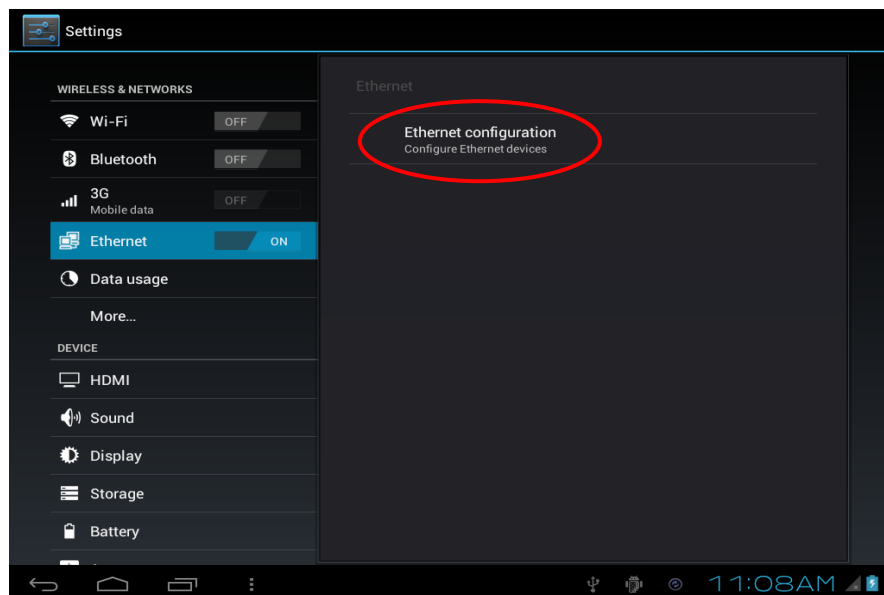 Settings
WIRELESS & NETWORKS
Wi-Fi OFF
Bluetooth OFF
3G
Mobile data
OFF
Ethernet ON
Data usage
More...
DEVICE
HDMI
Sound
Display
Storage
Battery
Ethernet
Ethernet configuration
Configure Ethernet devices
11:08AM